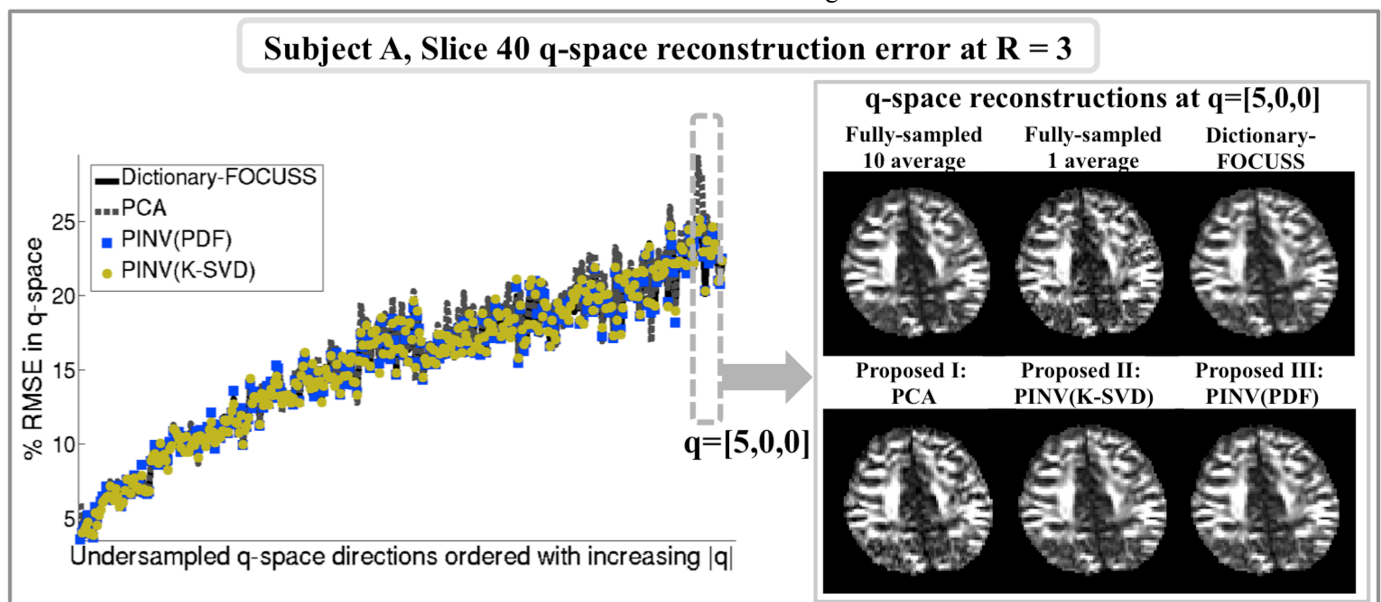 Subject A, Slice 40 q-space reconstruction error at R = 3
% RMSE in q-space
25
20
15
10
5
Dictionary-FOCUSS
PCA
PINV(PDF)
PINV(K-SVD)
q=[5,0,0]
Undersampled q-space directions ordered with increasing |q|
q-space reconstructions at q=[5,0,0]
Fully-sampled
10 average
Fully-sampled
1 average
Dictionary-
FOCUSS
Proposed I:
PCA
Proposed II:
PINV(K-SVD)
Proposed III:
PINV(PDF)